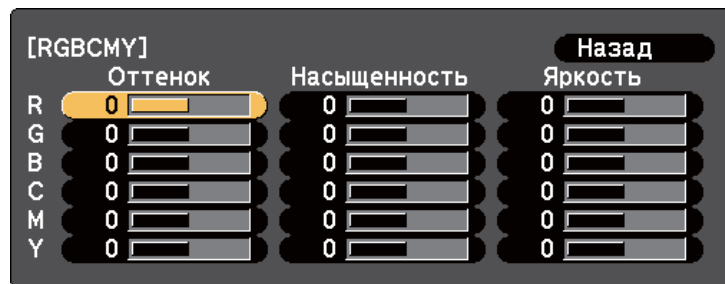 [RGBCMY]
Назад
Оттенок Насыщенность Яркость
R 0 0 0
G 0 0 0
B 0 0 0
C 0 0 0
M 0 0 0
Y 0 0 0